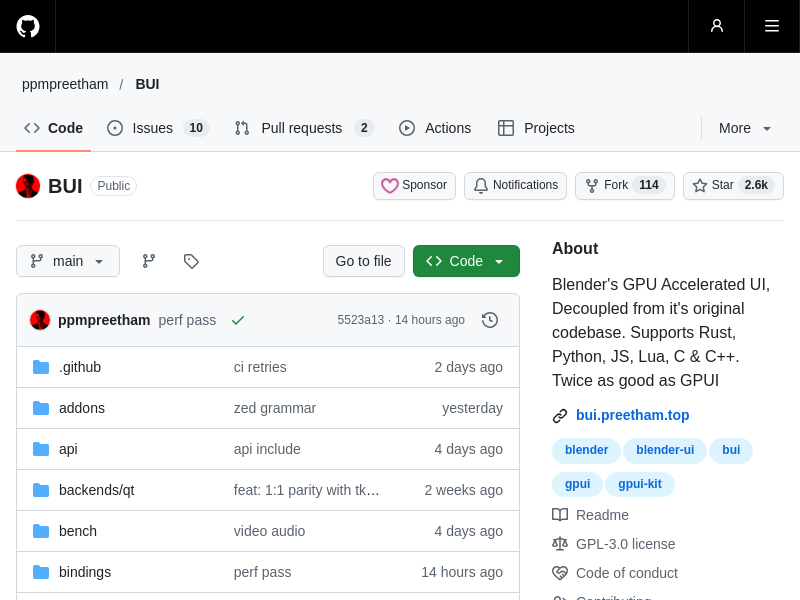 ppmpreetham / BUI
Code Issues 10 Pull requests 2 Actions Projects More
BUI Public Sponsor Notifications Fork 114 Star 2.6k
main Go to file Code
ppmpreetham perf pass 5523a13 · 14 hours ago
.github ci retries 2 days ago
addons zed grammar yesterday
api api include 4 days ago
backends/qt feat: 1:1 parity with tk… 2 weeks ago
bench video audio 4 days ago
bindings perf pass 14 hours ago
About
Blender's GPU Accelerated UI,
Decoupled from it's original
codebase. Supports Rust,
Python, JS, Lua, C & C++.
Twice as good as GPUI
bui.preetham.top
blender blender-ui bui
gpui gpui-kit
Readme
GPL-3.0 license
Code of conduct
Contributing